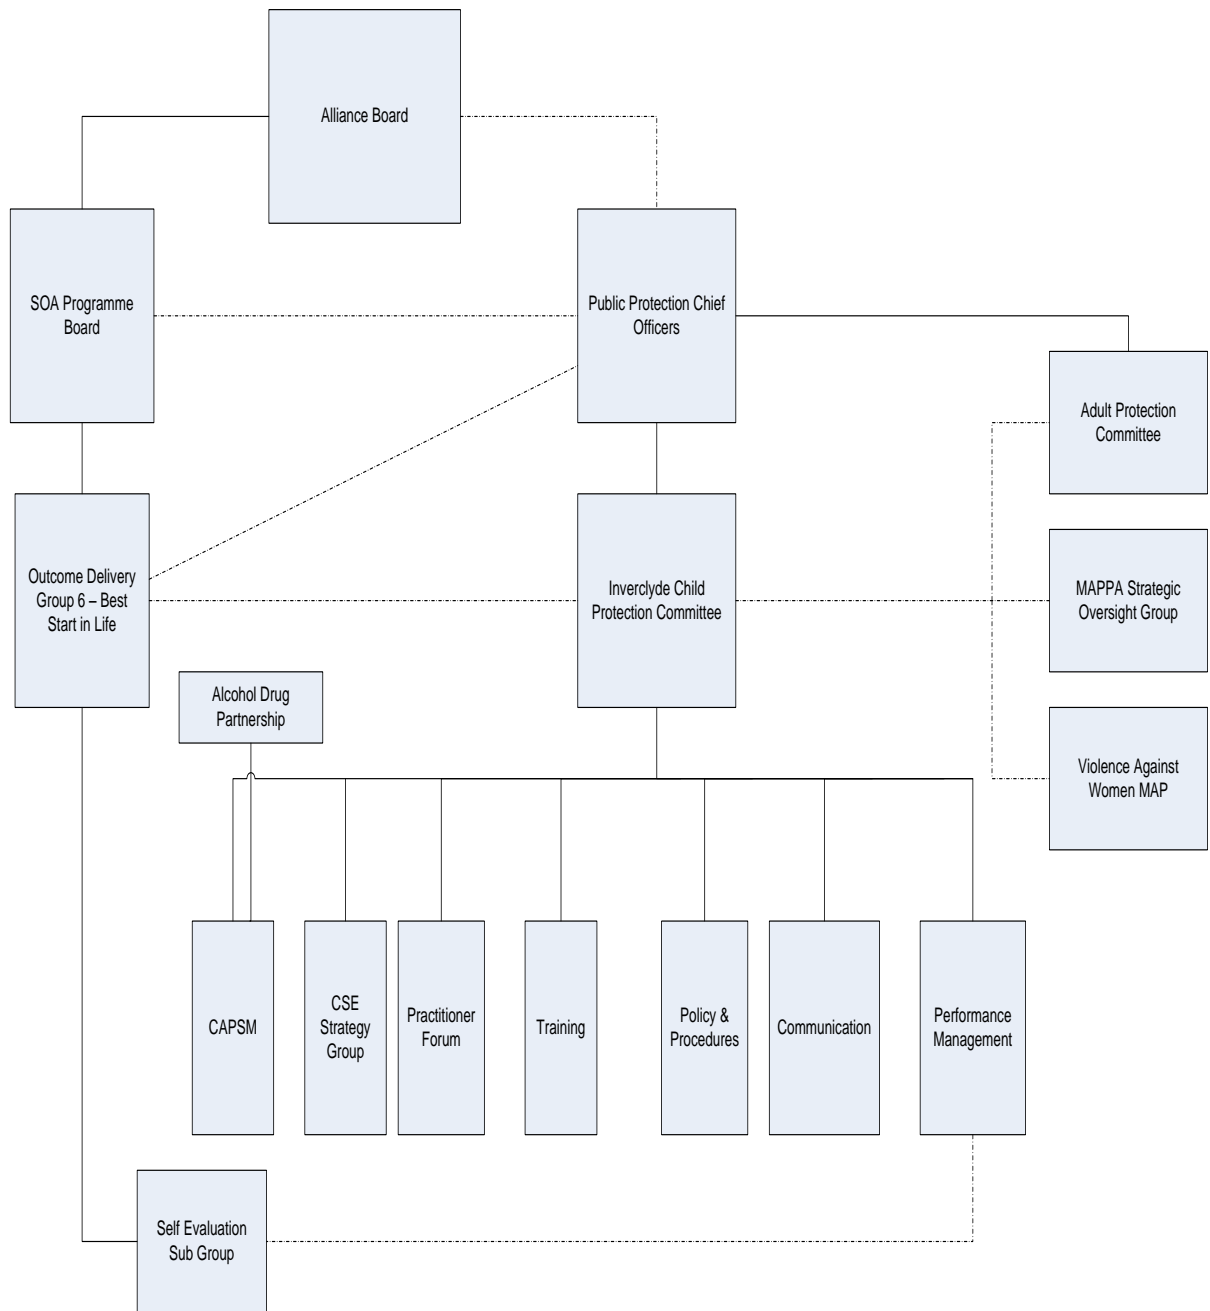 Alliance Board
SOA Programme
Board
Public Protection Chief
Officers
Adult Protection
Committee
Outcome Delivery
Group 6 – Best
Start in Life
Inverclyde Child
Protection Committee
MAPPA Strategic
Oversight Group
Alcohol Drug
Partnership
Violence Against
Women MAP
CAPSM
CSE
Strategy
Group
Practitioner
Forum
Training
Policy &
Procedures
Communication
Performance
Management
Self Evaluation
Sub Group